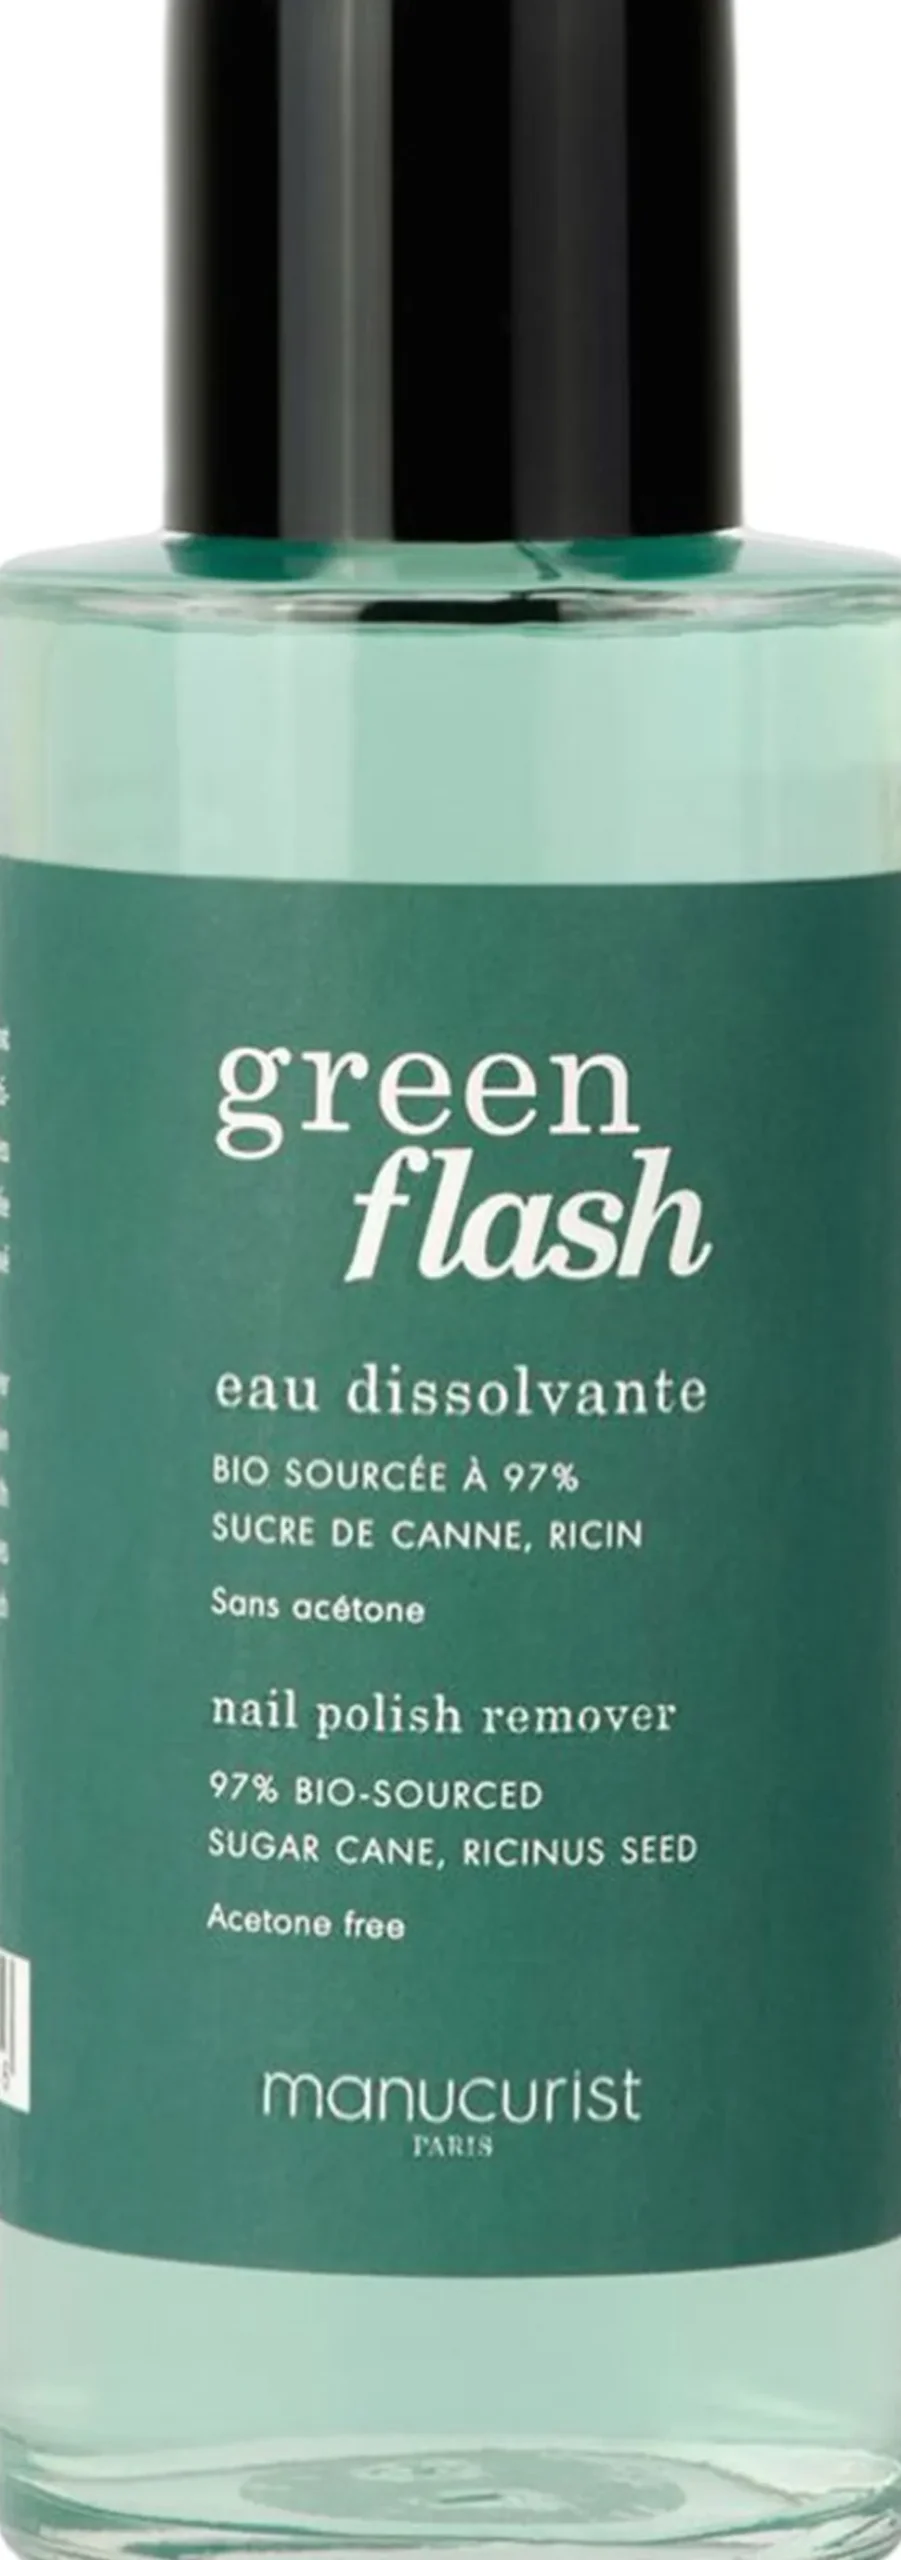 green
flash
eau dissolvante
BIO SOURCÉE À 97%
SUCRE DE CANNE, RICIN
Sans acétone
nail polish remover
97% BIO-SOURCED
SUGAR CANE, RICINUS SEED
Acetone free
manucurist
PARIS